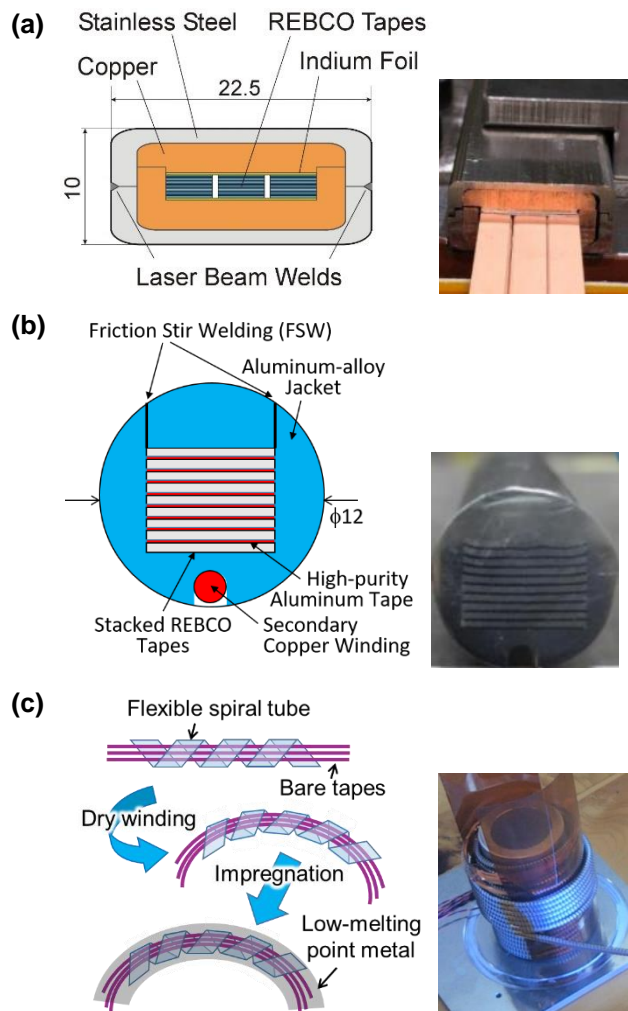 (a)
Stainless Steel
REBCO Tapes
Copper
Indium Foil
22.5
10
Laser Beam Welds
(b)
Friction Stir Welding (FSW)
Aluminum-alloy
Jacket
ϕ12
High-purity
Aluminum Tape
Stacked REBCO
Tapes
Secondary
Copper Winding
(c)
Flexible spiral tube
Bare tapes
Dry winding
Impregnation
Low-melting
point metal